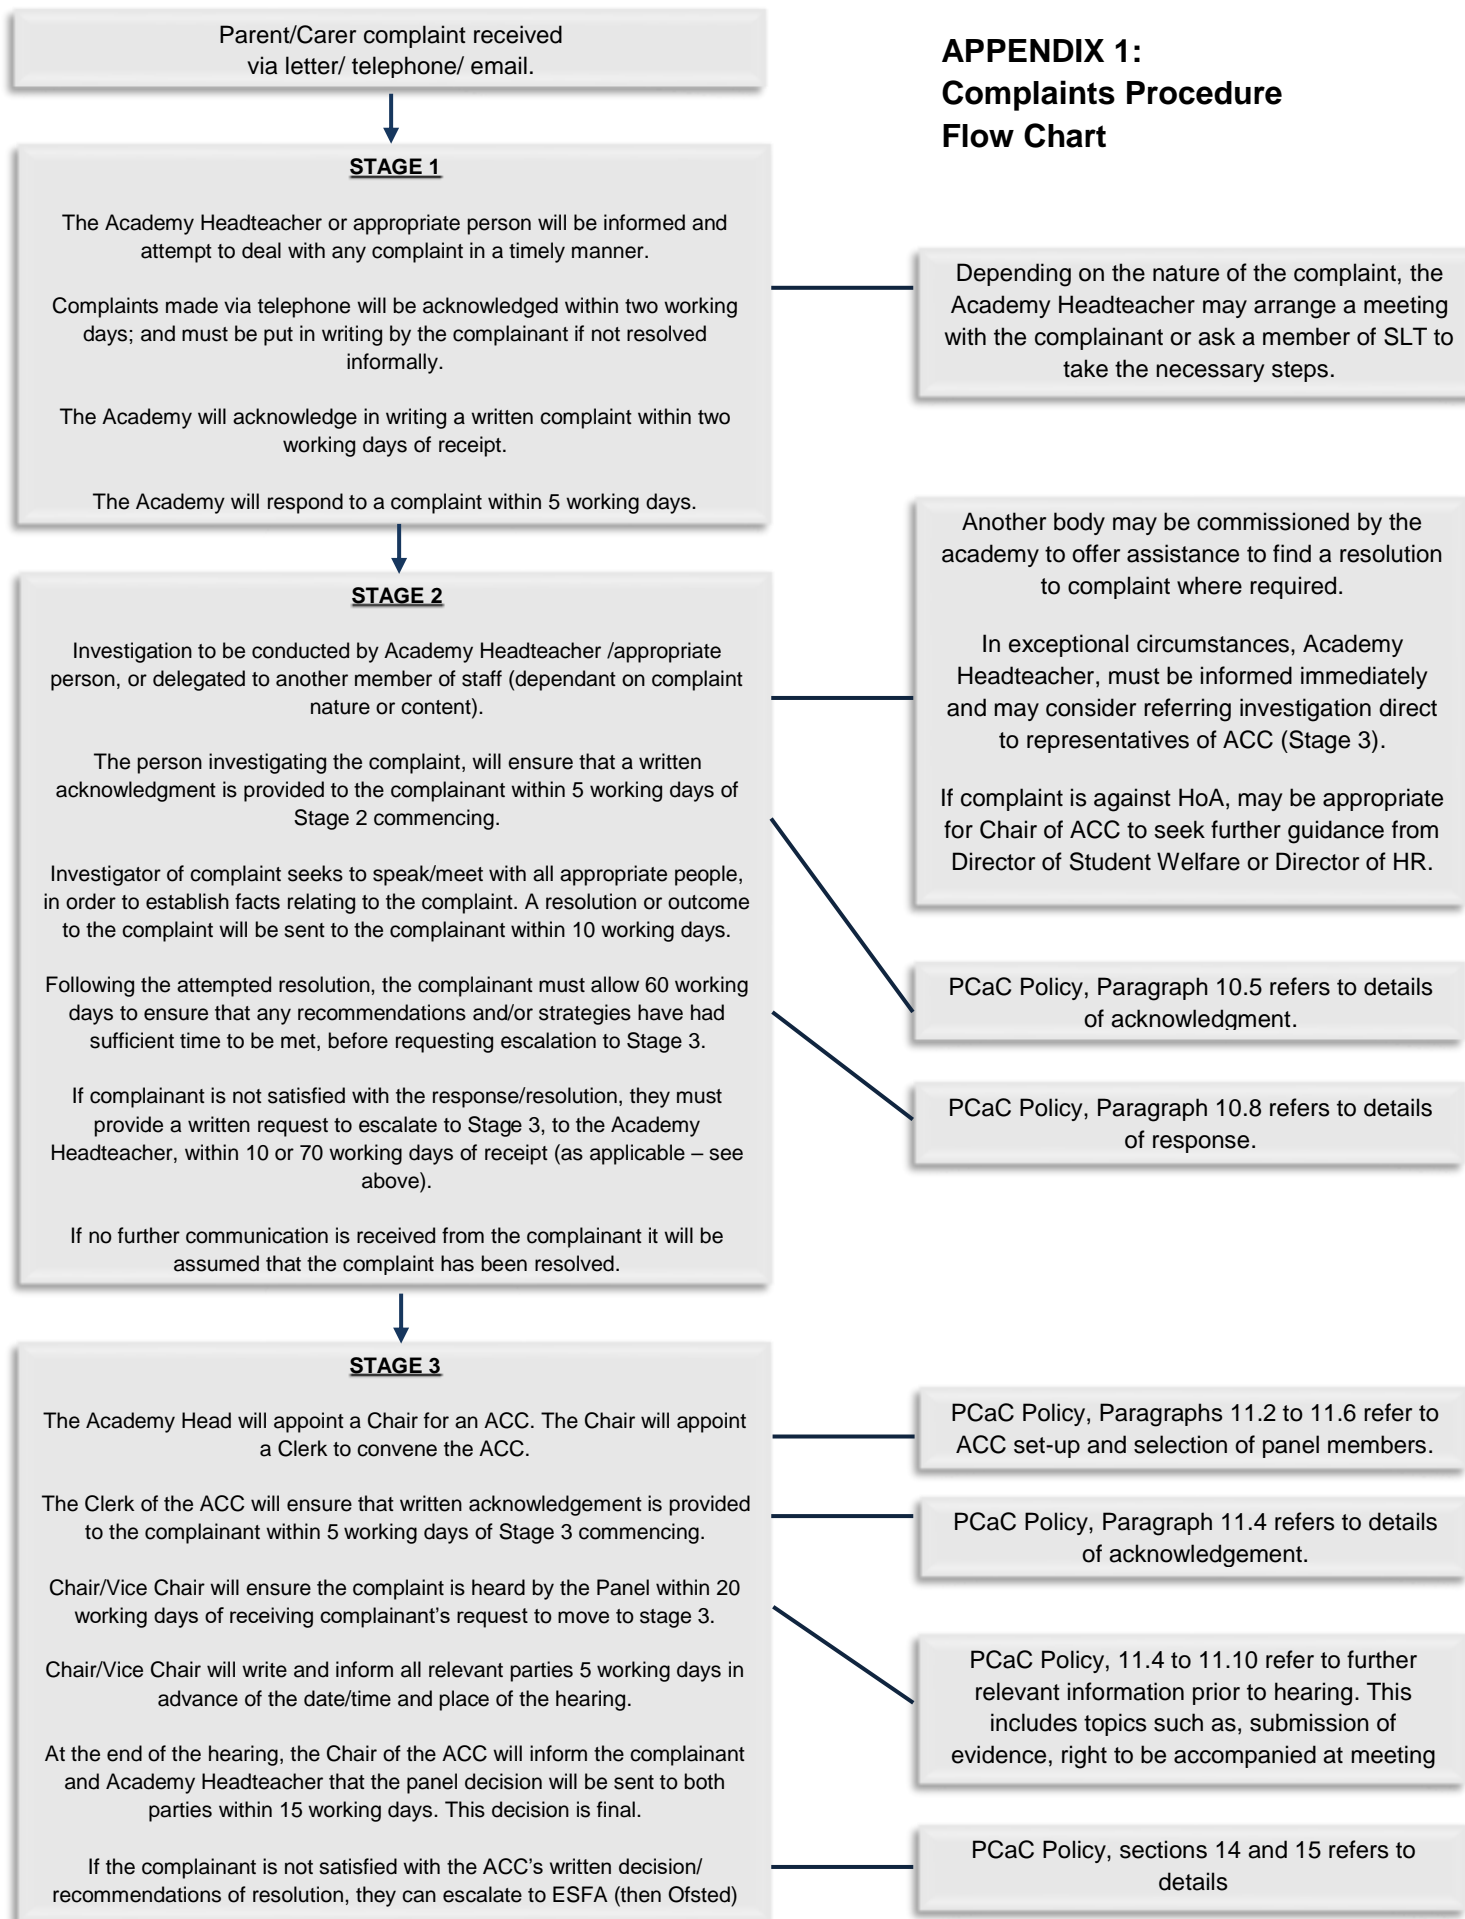 Parent/Carer complaint received
via letter/ telephone/ email.
APPENDIX 1:
Complaints Procedure
Flow Chart
STAGE 1
The Academy Headteacher or appropriate person will be informed and
attempt to deal with any complaint in a timely manner.
Complaints made via telephone will be acknowledged within two working
days; and must be put in writing by the complainant if not resolved
informally.
The Academy will acknowledge in writing a written complaint within two
working days of receipt.
The Academy will respond to a complaint within 5 working days.
Depending on the nature of the complaint, the
Academy Headteacher may arrange a meeting
with the complainant or ask a member of SLT to
take the necessary steps.
STAGE 2
Investigation to be conducted by Academy Headteacher /appropriate
person, or delegated to another member of staff (dependant on complaint
nature or content).
The person investigating the complaint, will ensure that a written
acknowledgment is provided to the complainant within 5 working days of
Stage 2 commencing.
Investigator of complaint seeks to speak/meet with all appropriate people,
in order to establish facts relating to the complaint. A resolution or outcome
to the complaint will be sent to the complainant within 10 working days.
Following the attempted resolution, the complainant must allow 60 working
days to ensure that any recommendations and/or strategies have had
sufficient time to be met, before requesting escalation to Stage 3.
If complainant is not satisfied with the response/resolution, they must
provide a written request to escalate to Stage 3, to the Academy
Headteacher, within 10 or 70 working days of receipt (as applicable – see
above).
If no further communication is received from the complainant it will be
assumed that the complaint has been resolved.
Another body may be commissioned by the
academy to offer assistance to find a resolution
to complaint where required.
In exceptional circumstances, Academy
Headteacher, must be informed immediately
and may consider referring investigation direct
to representatives of ACC (Stage 3).
If complaint is against HoA, may be appropriate
for Chair of ACC to seek further guidance from
Director of Student Welfare or Director of HR.
PCaC Policy, Paragraph 10.5 refers to details
of acknowledgment.
PCaC Policy, Paragraph 10.8 refers to details
of response.
STAGE 3
The Academy Head will appoint a Chair for an ACC. The Chair will appoint
a Clerk to convene the ACC.
The Clerk of the ACC will ensure that written acknowledgement is provided
to the complainant within 5 working days of Stage 3 commencing.
Chair/Vice Chair will ensure the complaint is heard by the Panel within 20
working days of receiving complainant's request to move to stage 3.
Chair/Vice Chair will write and inform all relevant parties 5 working days in
advance of the date/time and place of the hearing.
At the end of the hearing, the Chair of the ACC will inform the complainant
and Academy Headteacher that the panel decision will be sent to both
parties within 15 working days. This decision is final.
If the complainant is not satisfied with the ACC's written decision/
recommendations of resolution, they can escalate to ESFA (then Ofsted)
PCaC Policy, Paragraphs 11.2 to 11.6 refer to
ACC set-up and selection of panel members.
PCaC Policy, Paragraph 11.4 refers to details
of acknowledgement.
PCaC Policy, 11.4 to 11.10 refer to further
relevant information prior to hearing. This
includes topics such as, submission of
evidence, right to be accompanied at meeting
PCaC Policy, sections 14 and 15 refers to
details